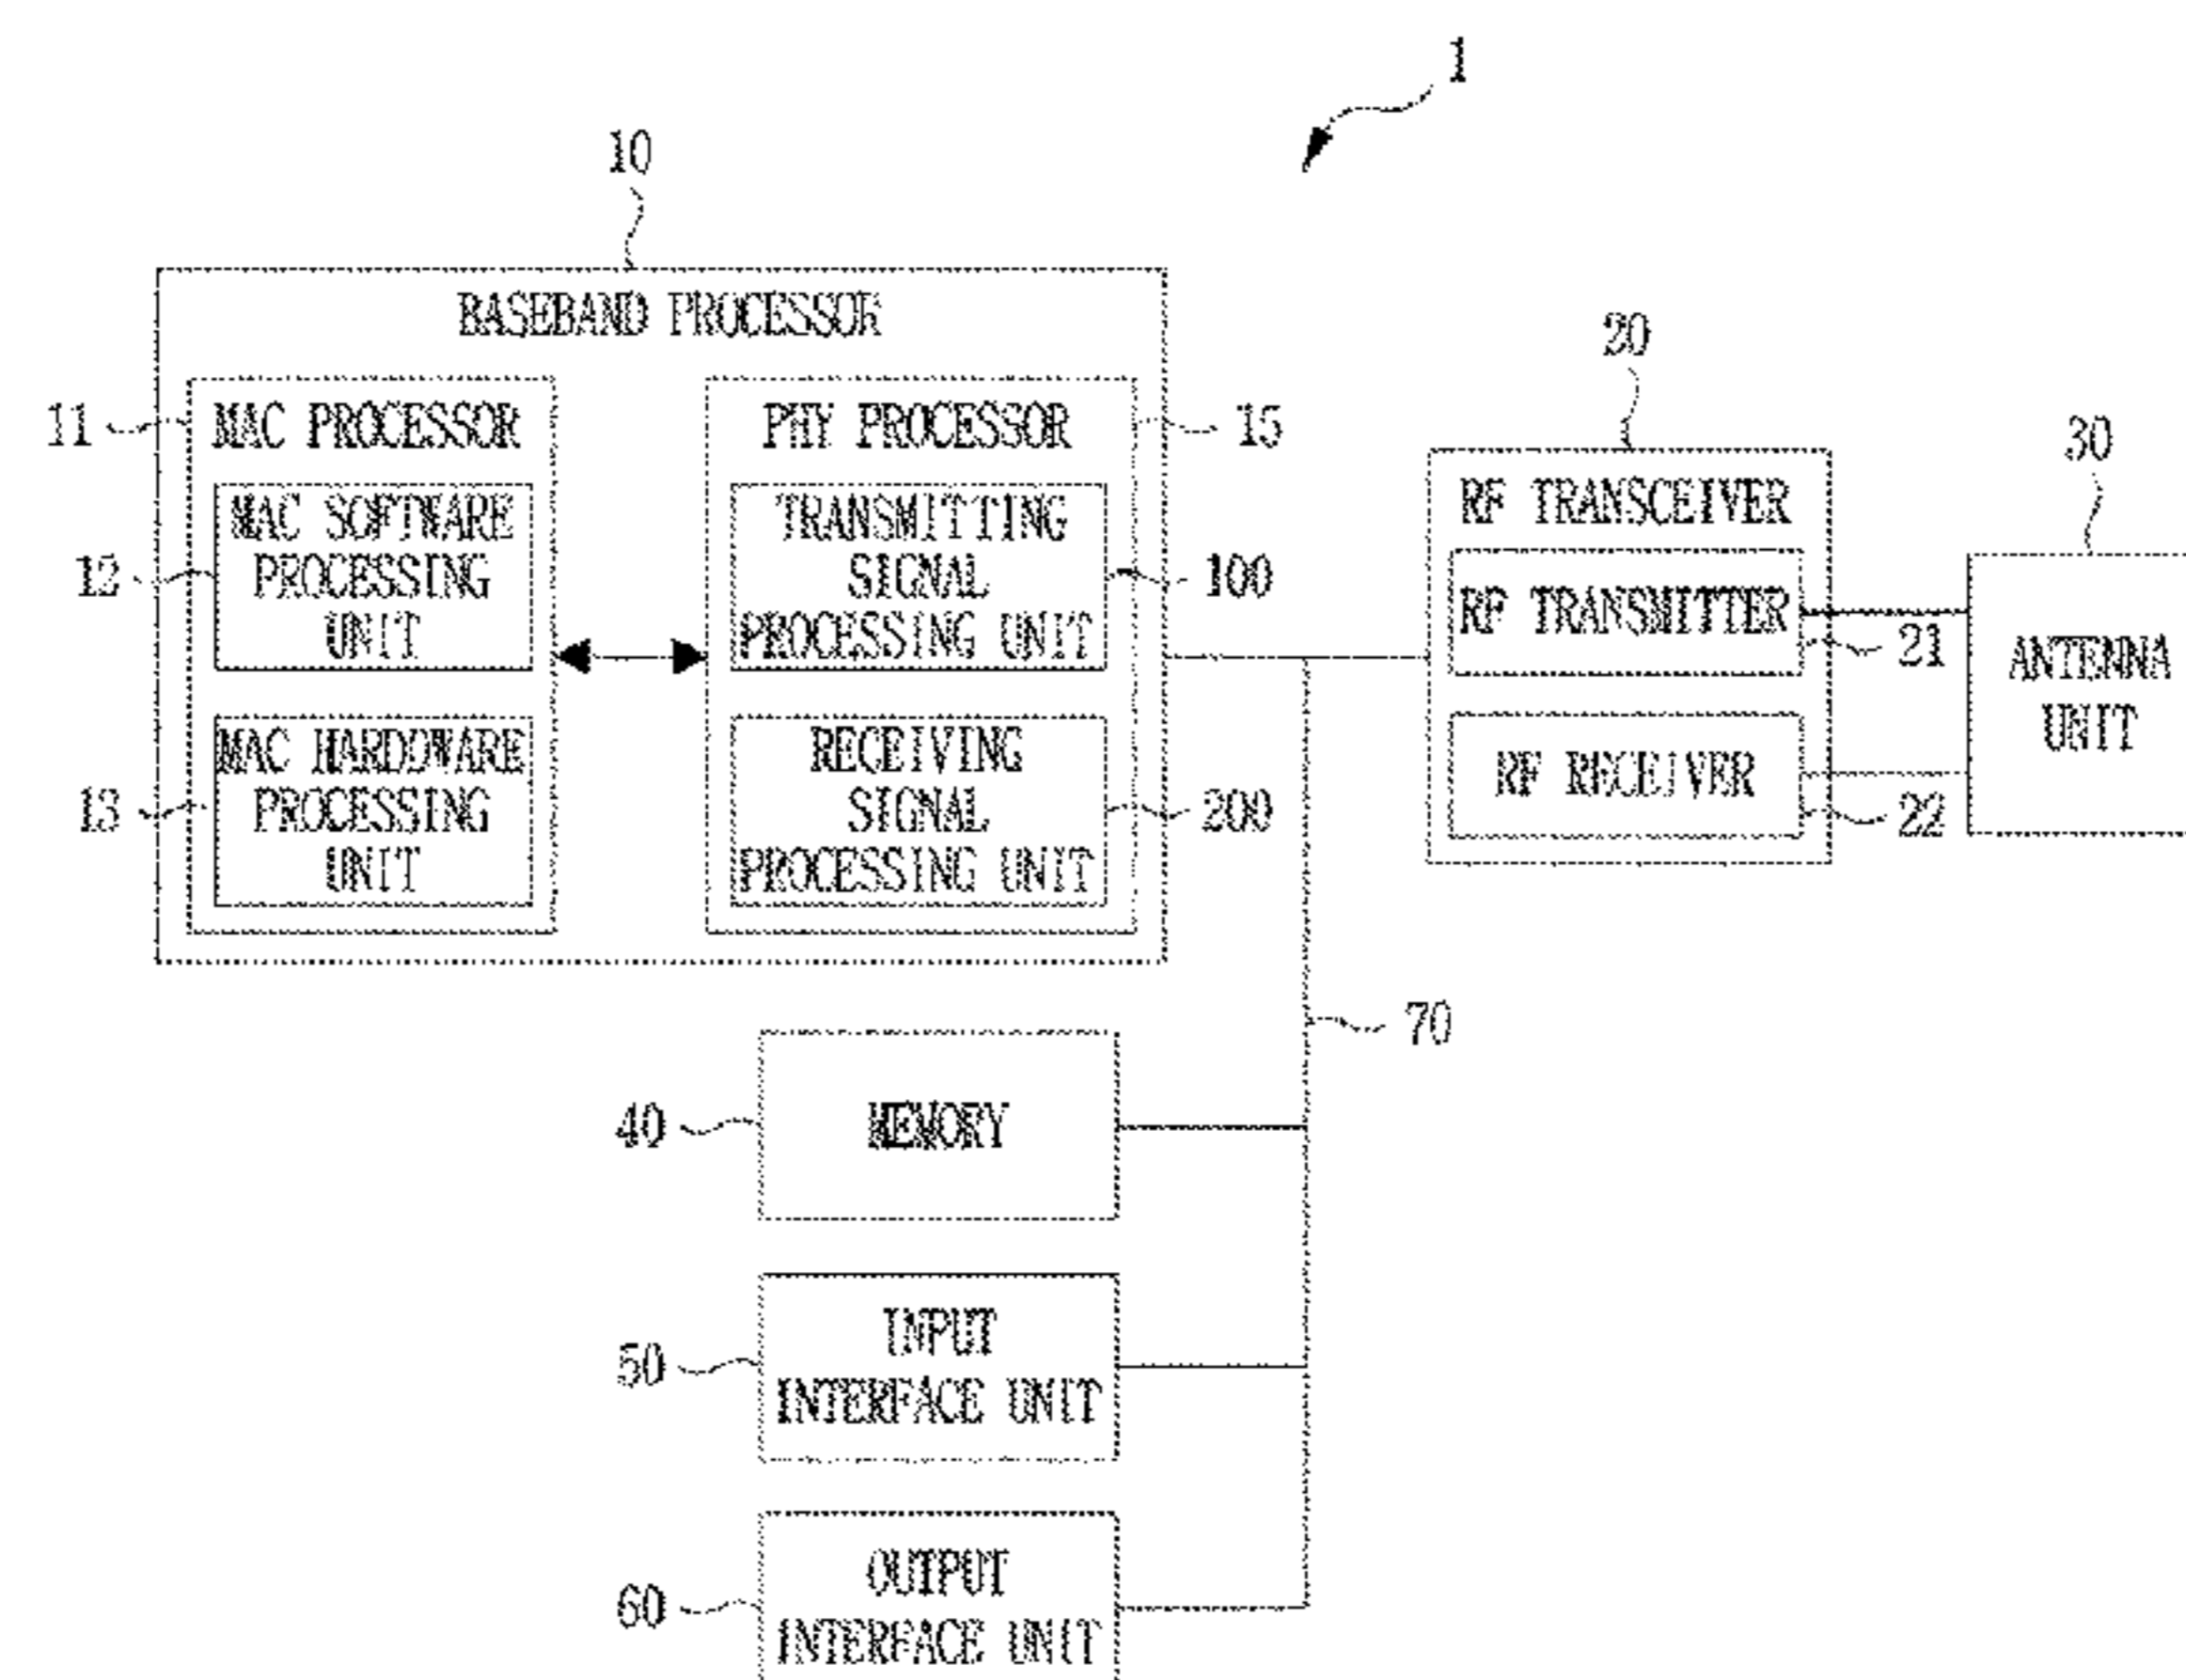 1
10
BASEBAND PROCESSOR
11
MAC PROCESSOR
12
MAC SOFTWARE
PROCESSING
UNIT
13
MAC HARDDWARE
PROCESSING
UNIT
PHY PROCESSOR
15
TRANSMITTING
SIGNAL
PROCESSING UNIT
100
RECEIVING
SIGNAL
PROCESSING UNIT
200
20
RF TRANSCEIVER
RF TRANSMITTER
21
RF RECEIVER
22
30
ANTENNA
UNIT
70
40
MEMORY
50
INPUT
INTERFACE UNIT
60
OUTPUT
INTERFACE UNIT